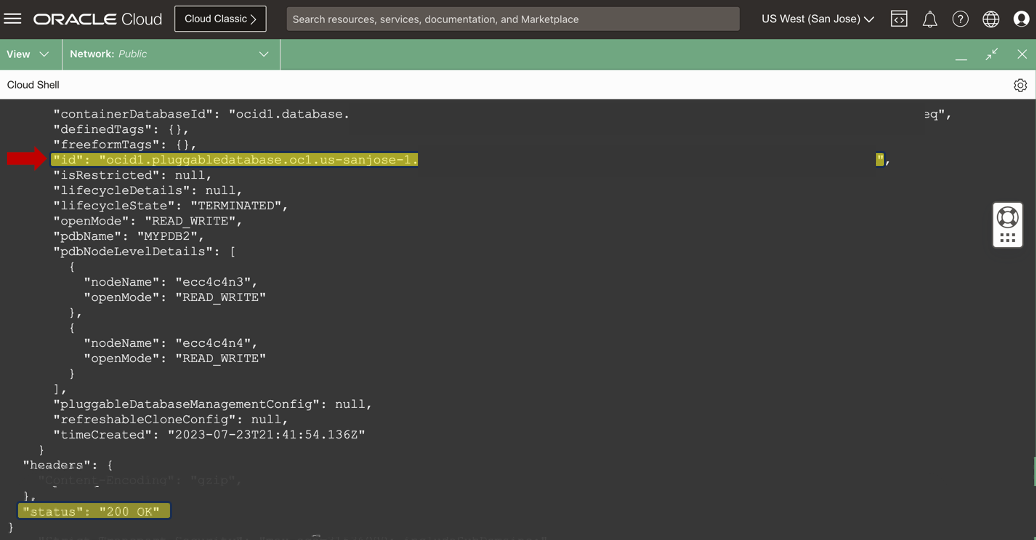 ORACLE Cloud
Cloud Classic >
Search resources, services, documentation, and Marketplace
US West (San Jose)
View
Network: Public
Cloud Shell
"containerDatabaseId": "ocid1.database. eq",
"definedTags": {},
"freeformTags": {},
"id": "ocid1.pluggabledatabase.oc1.us-sanjose-1. ",
"isRestricted": null,
"lifecycleDetails": null,
"lifecycleState": "TERMINATED",
"openMode": "READ_WRITE",
"pdbName": "MYPDB2",
"pdbNodeLevelDetails": [
{
"nodeName": "ecc4c4n3",
"openMode": "READ_WRITE"
},
{
"nodeName": "ecc4c4n4",
"openMode": "READ_WRITE"
}
],
"pluggableDatabaseManagementConfig": null,
"refreshableCloneConfig": null,
"timeCreated": "2023-07-23T21:41:54.136Z"
}
"headers": {
"Content-Encoding": "gzip",
},
"status": "200 OK"
}